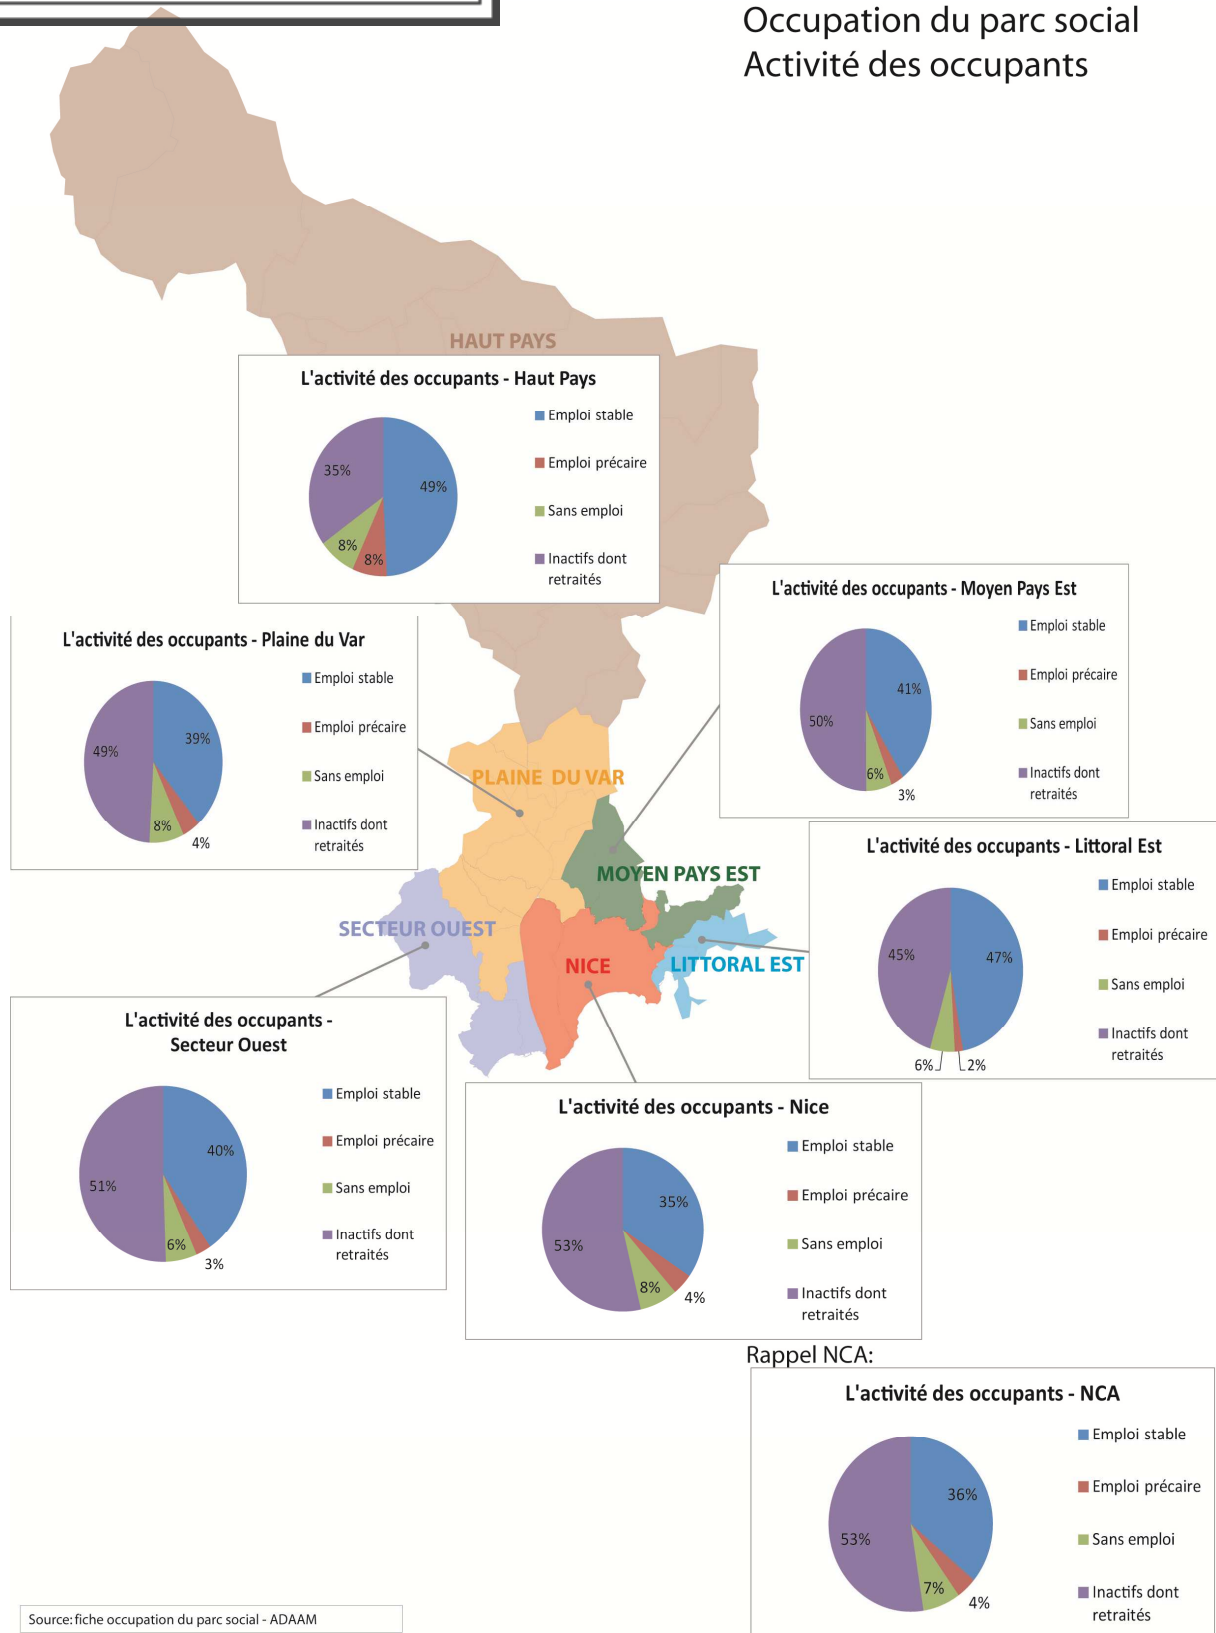 Occupation du parc social
Activité des occupants
HAUT PAYS
L'activité des occupants - Haut Pays
Emploi stable
Emploi précaire
Sans emploi
Inactifs dont
retraités
35%
49%
8%
8%
L'activité des occupants - Moyen Pays Est
Emploi stable
Emploi précaire
Sans emploi
Inactifs dont
retraités
41%
50%
6%
3%
L'activité des occupants - Plaine du Var
Emploi stable
Emploi précaire
Sans emploi
Inactifs dont
retraités
39%
49%
8%
4%
PLAINE DU VAR
MOYEN PAYS EST
SECTEUR OUEST
NICE
LITTORAL EST
L'activité des occupants - Littoral Est
Emploi stable
Emploi précaire
Sans emploi
Inactifs dont
retraités
45%
47%
6%
2%
L'activité des occupants -
Secteur Ouest
Emploi stable
Emploi précaire
Sans emploi
Inactifs dont
retraités
40%
51%
6%
3%
L'activité des occupants - Nice
Emploi stable
Emploi précaire
Sans emploi
Inactifs dont
retraités
35%
53%
8%
4%
Rappel NCA:
L'activité des occupants - NCA
Emploi stable
Emploi précaire
Sans emploi
Inactifs dont
retraités
36%
53%
7%
4%
Source: fiche occupation du parc social - ADAAM